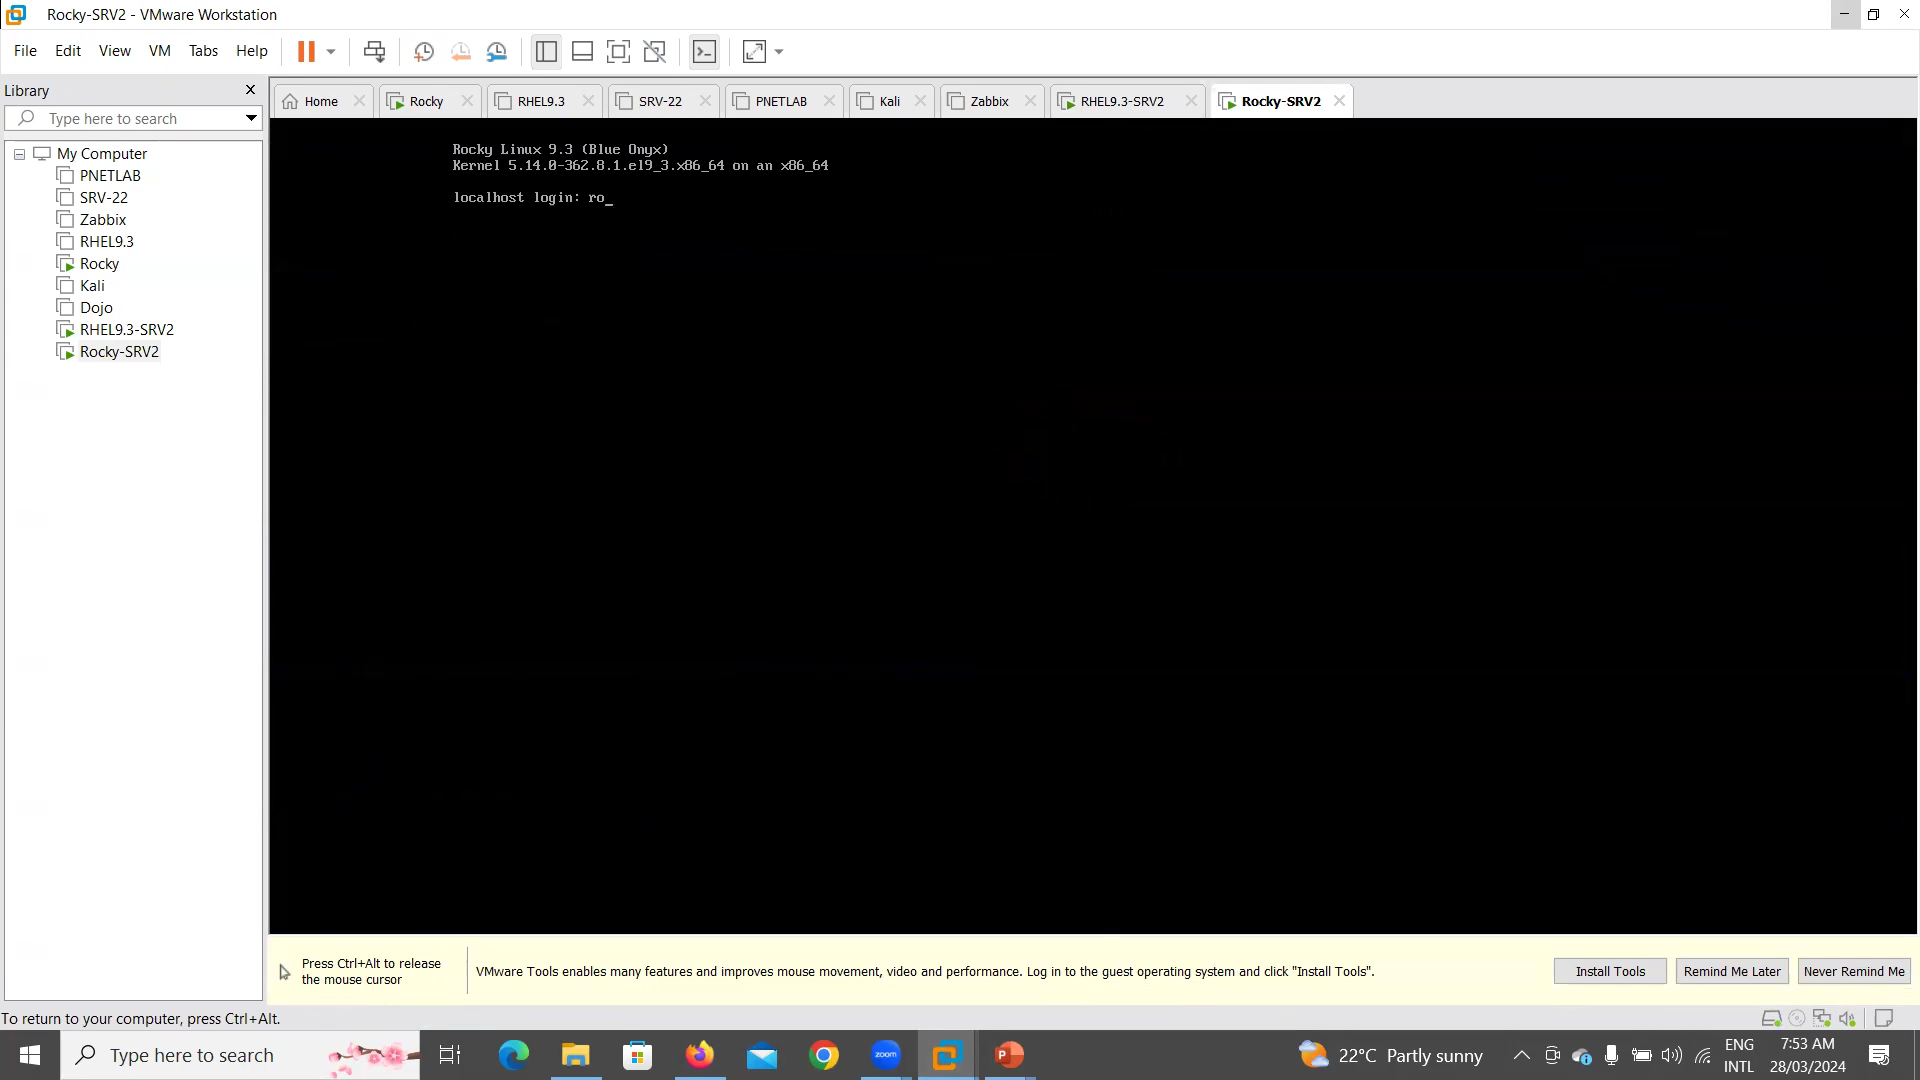 Rocky-SRV2 - VMware Workstation
File Edit View VM Tabs Help
Library
Home Rocky RHEL9.3 SRV-22 PNETLAB Kali Zabbix RHEL9.3-SRV2 Rocky-SRV2
Type here to search
My Computer
PNETLAB
SRV-22
Zabbix
RHEL9.3
Rocky
Kali
Dojo
RHEL9.3-SRV2
Rocky-SRV2
Rocky Linux 9.3 (Blue Onyx)
Kernel 5.14.0-362.8.1.el9_3.x86_64 on an x86_64
localhost login: ro_
Press Ctrl+Alt to release
the mouse cursor
VMware Tools enables many features and improves mouse movement, video and performance. Log in to the guest operating system and click "Install Tools".
Install Tools Remind Me Later Never Remind Me
To return to your computer, press Ctrl+Alt.
Type here to search
zoom
22°C Partly sunny
ENG
INTL
7:53 AM
28/03/2024